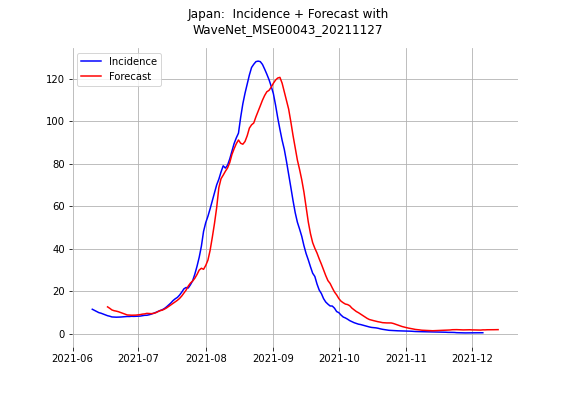 Japan:  Incidence + Forecast with
WaveNet_MSE00043_20211127
Incidence
Forecast
120
100
80
60
40
20
0
2021-06 2021-07 2021-08 2021-09 2021-10 2021-11 2021-12